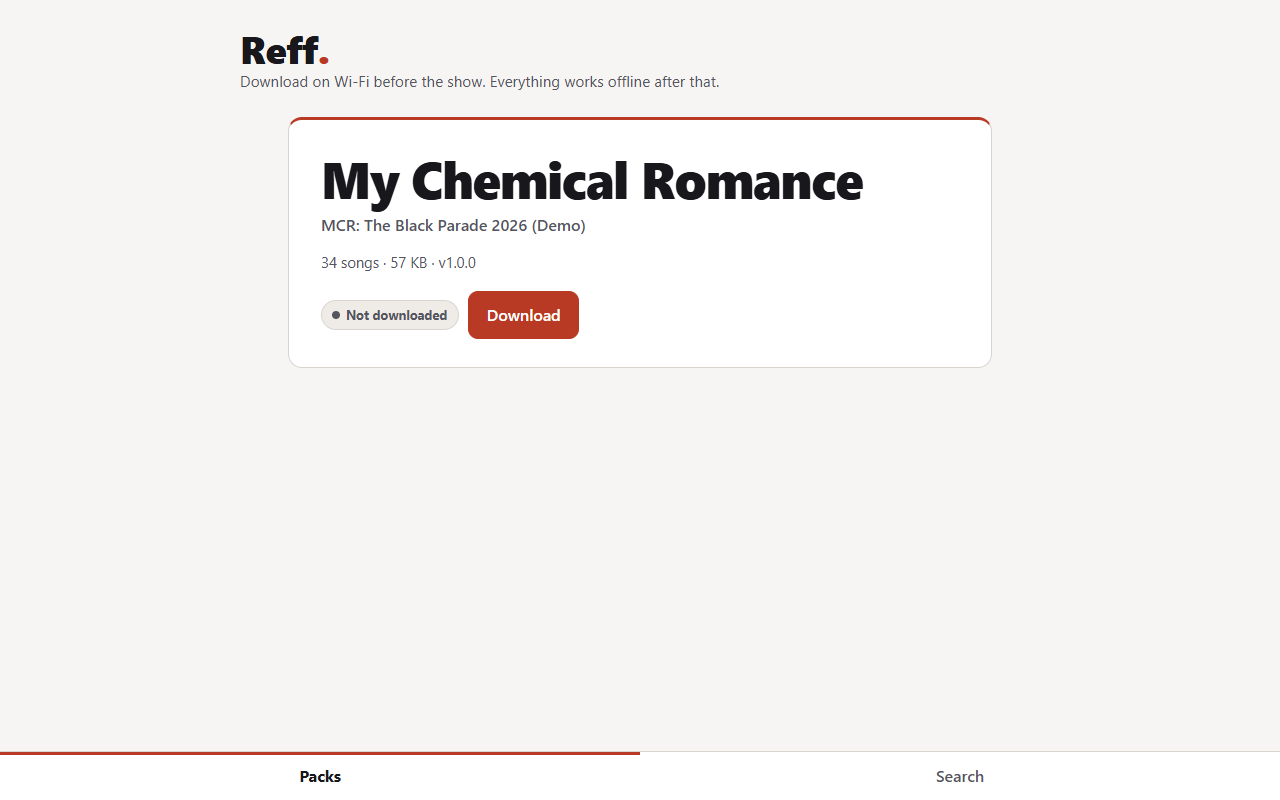 Reff.
Download on Wi-Fi before the show. Everything works offline after that.
My Chemical Romance
MCR: The Black Parade 2026 (Demo)
34 songs · 57 KB · v1.0.0
Not downloaded
Download
Packs
Search